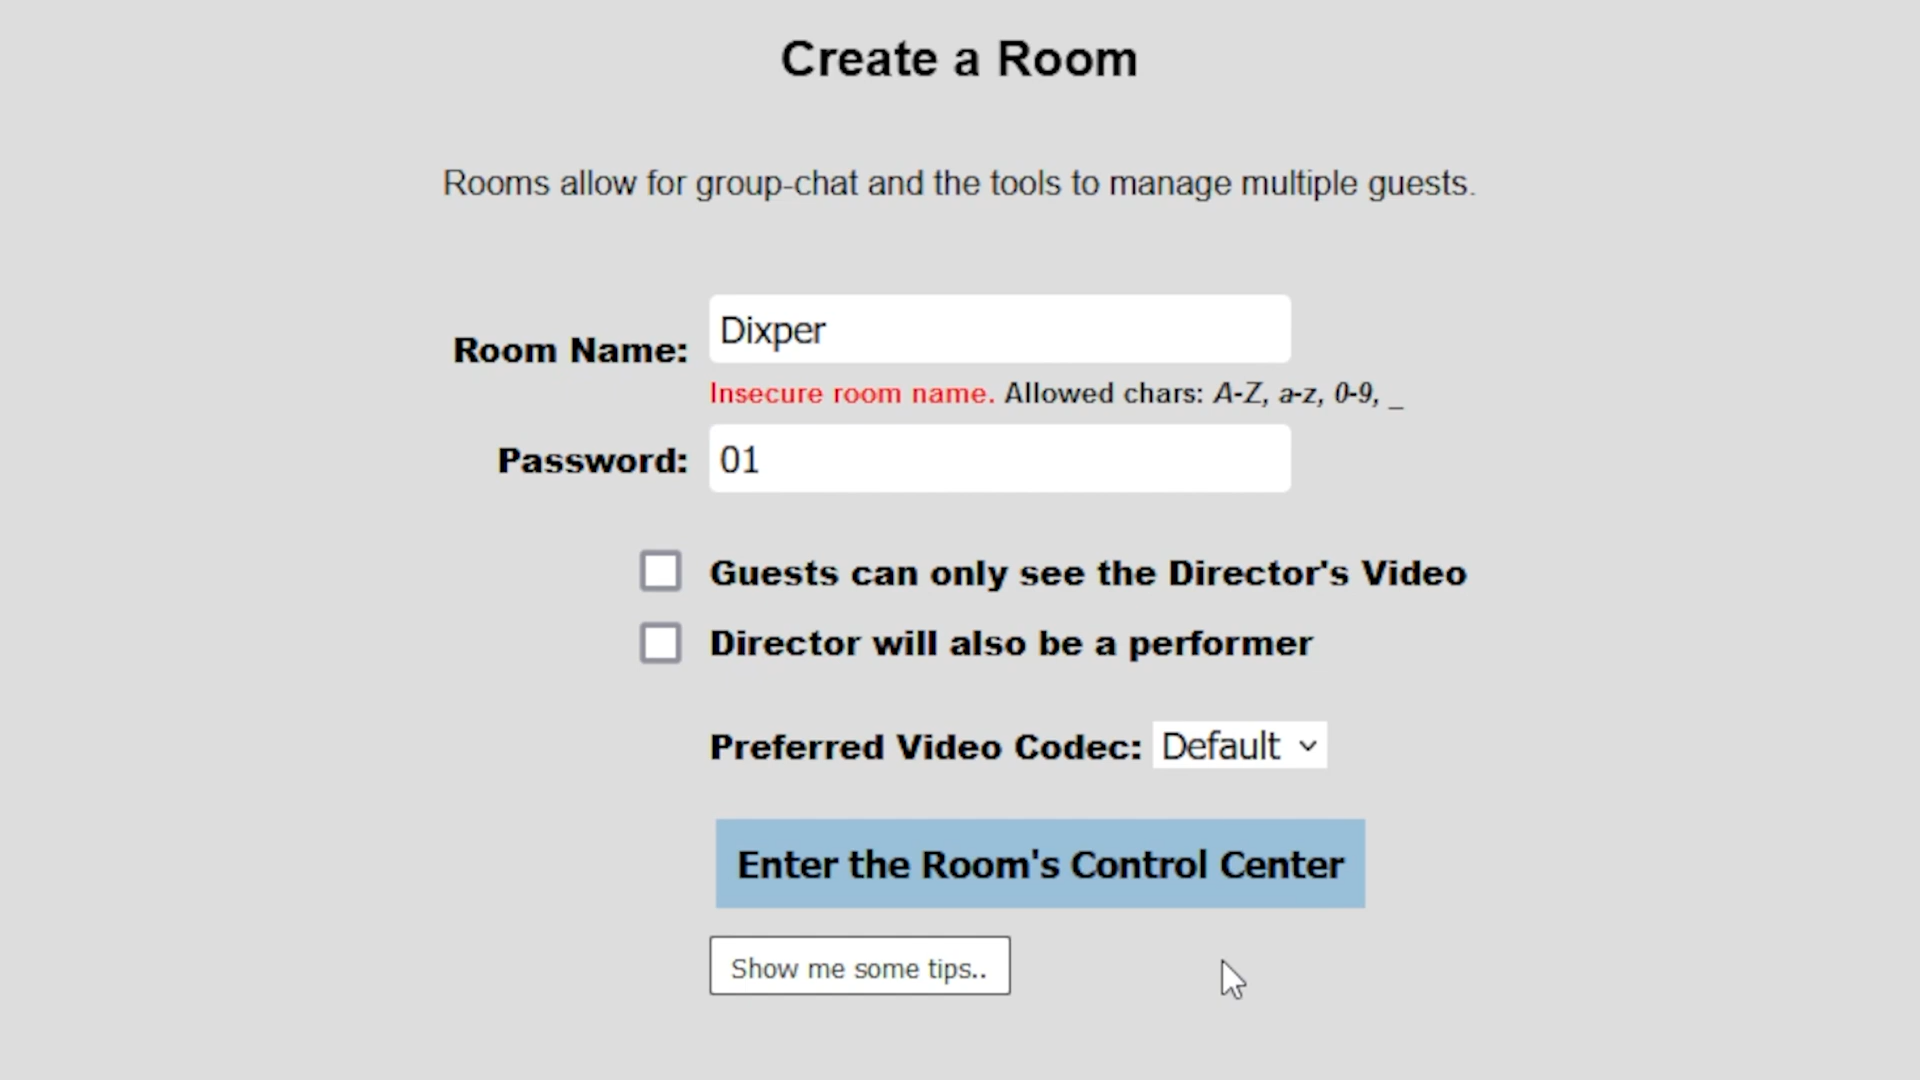 Create a Room
Rooms allow for group-chat and the tools to manage multiple guests.
Room Name: Dixper
Insecure room name. Allowed chars: A-Z, a-z, 0-9, _
Password: 01
Guests can only see the Director's Video
Director will also be a performer
Preferred Video Codec: Default
Enter the Room's Control Center
Show me some tips..